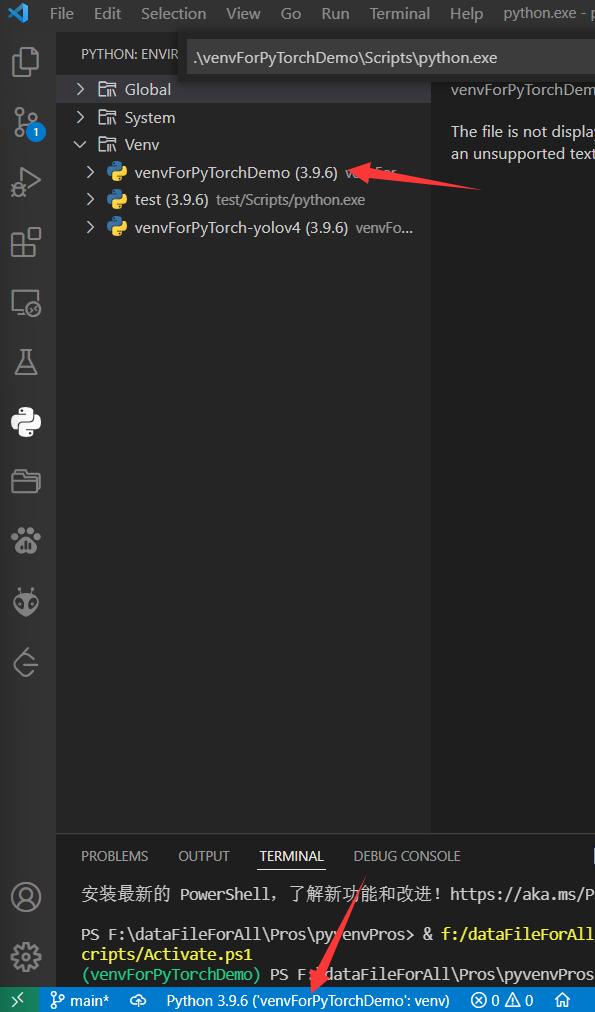 File Edit Selection View Go Run Terminal Help python.exe -
PYTHON: ENVIR
.\venvForPyTorchDemo\Scripts\python.exe
Global
venvForPyTorchDem
System
The file is not displa
Venv
an unsupported text
venvForPyTorchDemo (3.9.6)
test (3.9.6) test/Scripts/python.exe
venvForPyTorch-yolov4 (3.9.6) venvFo...
1
PROBLEMS OUTPUT TERMINAL DEBUG CONSOLE
安装最新的 PowerShell，了解新功能和改进！https://aka.ms/P
PS F:\dataFileForAll\Pros\pyvenvPros> & f:/dataFileForAll
cripts/Activate.ps1
(venvForPyTorchDemo) PS F:\dataFileForAll\Pros\pyvenvPros
main* Python 3.9.6 ('venvForPyTorchDemo': venv) 0 0